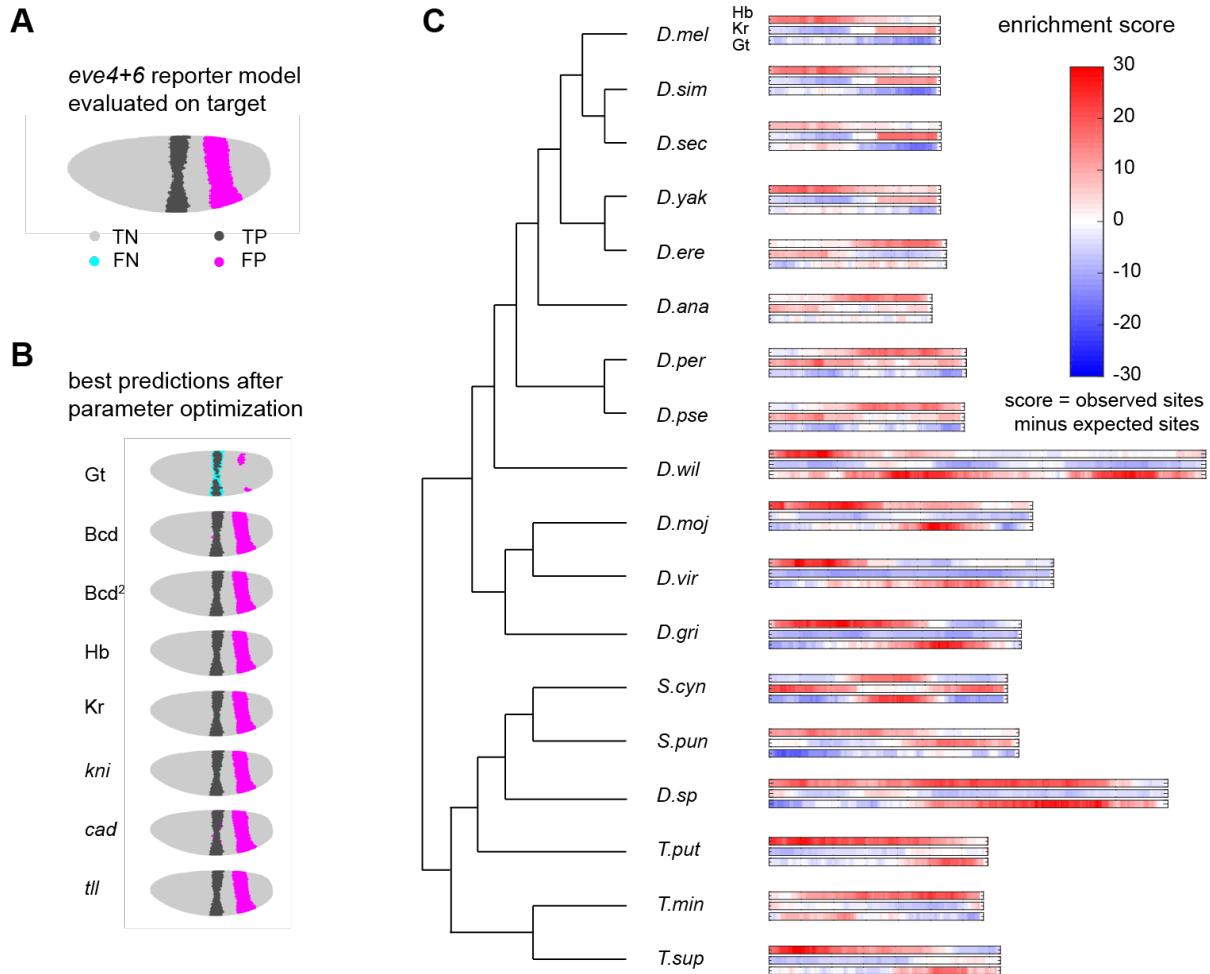 A
eve4+6 reporter model
evaluated on target
TN
TP
FN
FP
B
best predictions after
parameter optimization
Gt
Bcd
Bcd²
Hb
Kr
kni
cad
tll
C
D.mel
D.sim
D.sec
D.yak
D.ere
D.ana
D.per
D.pse
D.wil
D.moj
D.vir
D.gri
S.cyn
S.pun
D.sp
T.put
T.min
T.sup
Hb
Kr
Gt
enrichment score
30
20
10
0
-10
-20
-30
score = observed sites
minus expected sites